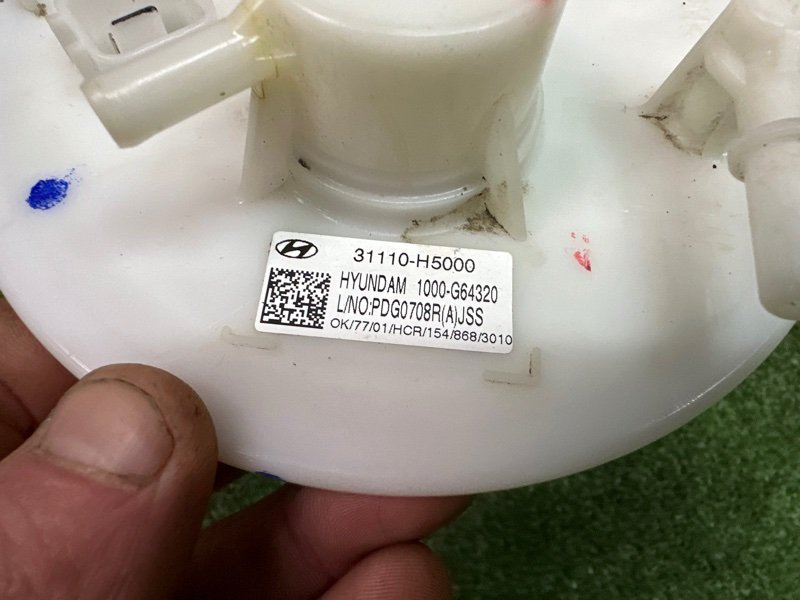 31110-H5000
HYUNDAM 1000-G64320
L/NO:PDG0708R(A)JSS
OK/77/01/HCR/154/868/3010